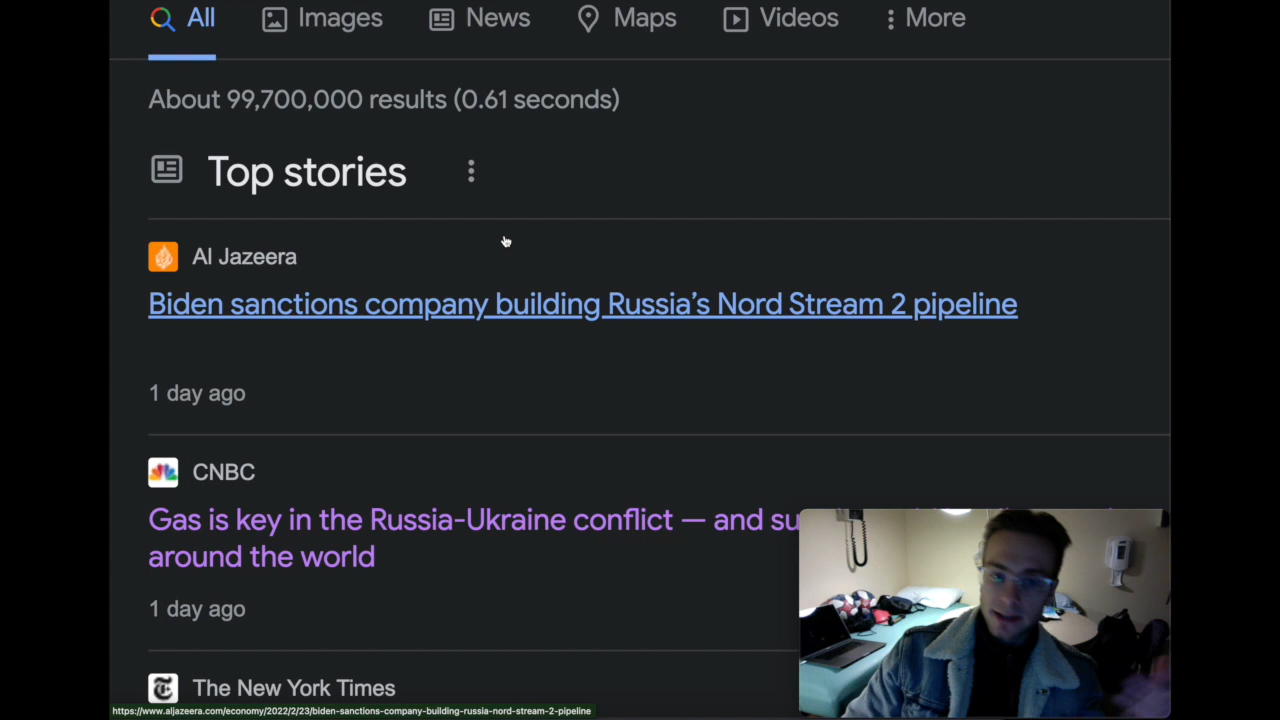 All Images News Maps Videos More
About 99,700,000 results (0.61 seconds)
Top stories
Al Jazeera
Biden sanctions company building Russia’s Nord Stream 2 pipeline
1 day ago
CNBC
Gas is key in the Russia-Ukraine conflict — and
around the world
1 day ago
The New York Times
https://www.aljazeera.com/economy/2022/2/23/biden-sanctions-company-building-russia-nord-stream-2-pipeline